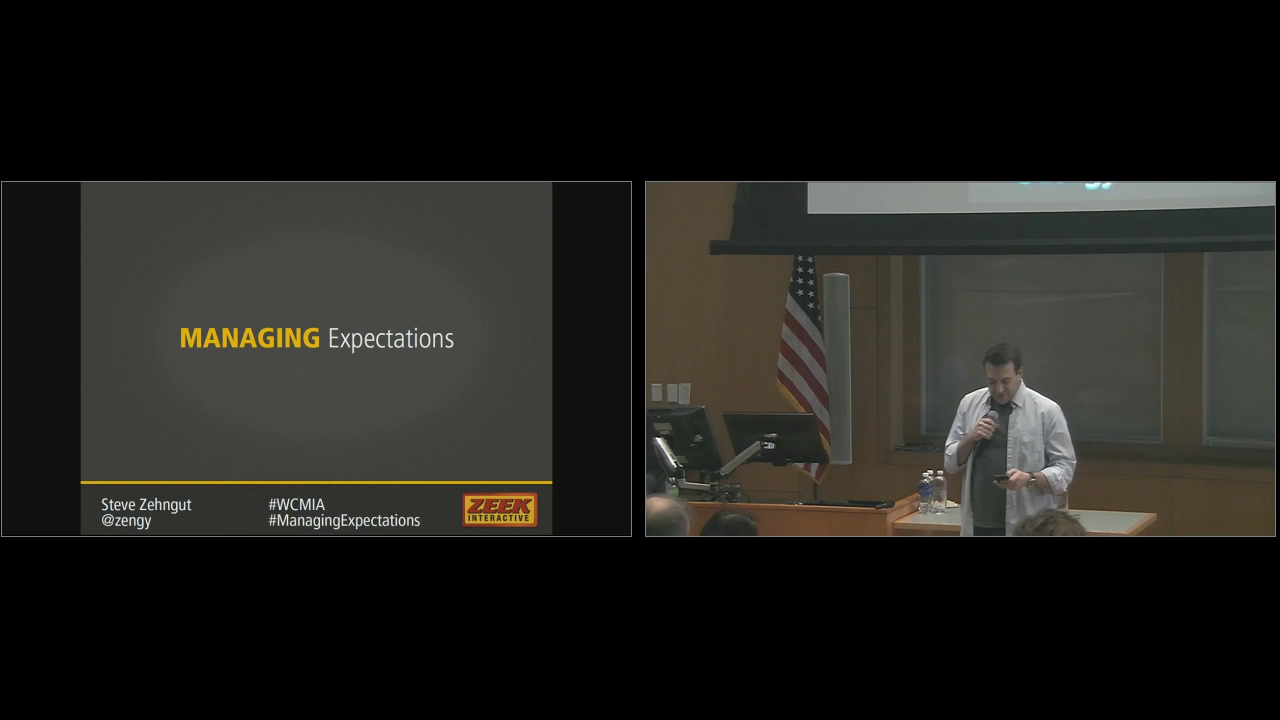 MANAGING Expectations
Steve Zehngut
@zengy
#WCMIA
#ManagingExpectations
ZEEK
INTERACTIVE